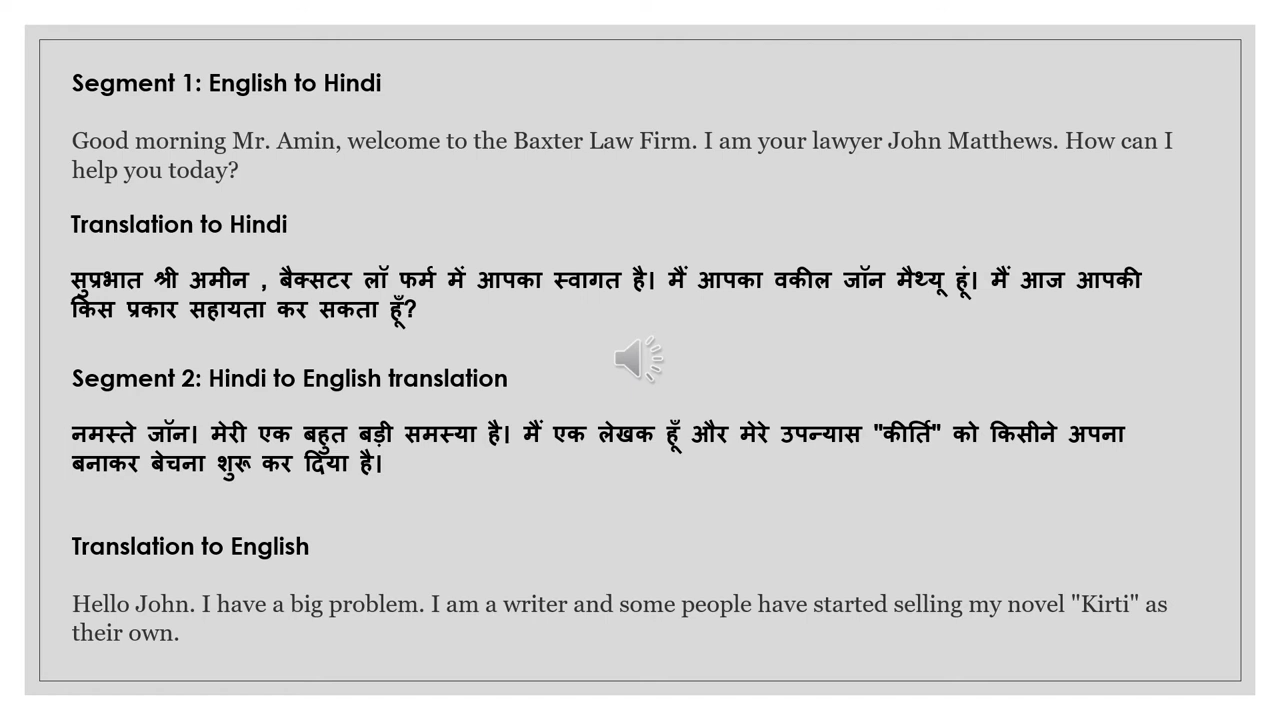 Segment 1: English to Hindi
Good morning Mr. Amin, welcome to the Baxter Law Firm. I am your lawyer John Matthews. How can I
help you today?
Translation to Hindi
सुप्रभात श्री अमीन , बैक्सटर लॉ फर्म में आपका स्वागत है। मैं आपका वकील जॉन मैथ्यू हूं। मैं आज आपकी
किस प्रकार सहायता कर सकता हूँ?
Segment 2: Hindi to English translation
नमस्ते जॉन। मेरी एक बहुत बड़ी समस्या है। मैं एक लेखक हूँ और मेरे उपन्यास "कीर्ति" को किसीने अपना
बनाकर बेचना शुरू कर दिया है।
Translation to English
Hello John. I have a big problem. I am a writer and some people have started selling my novel "Kirti" as
their own.